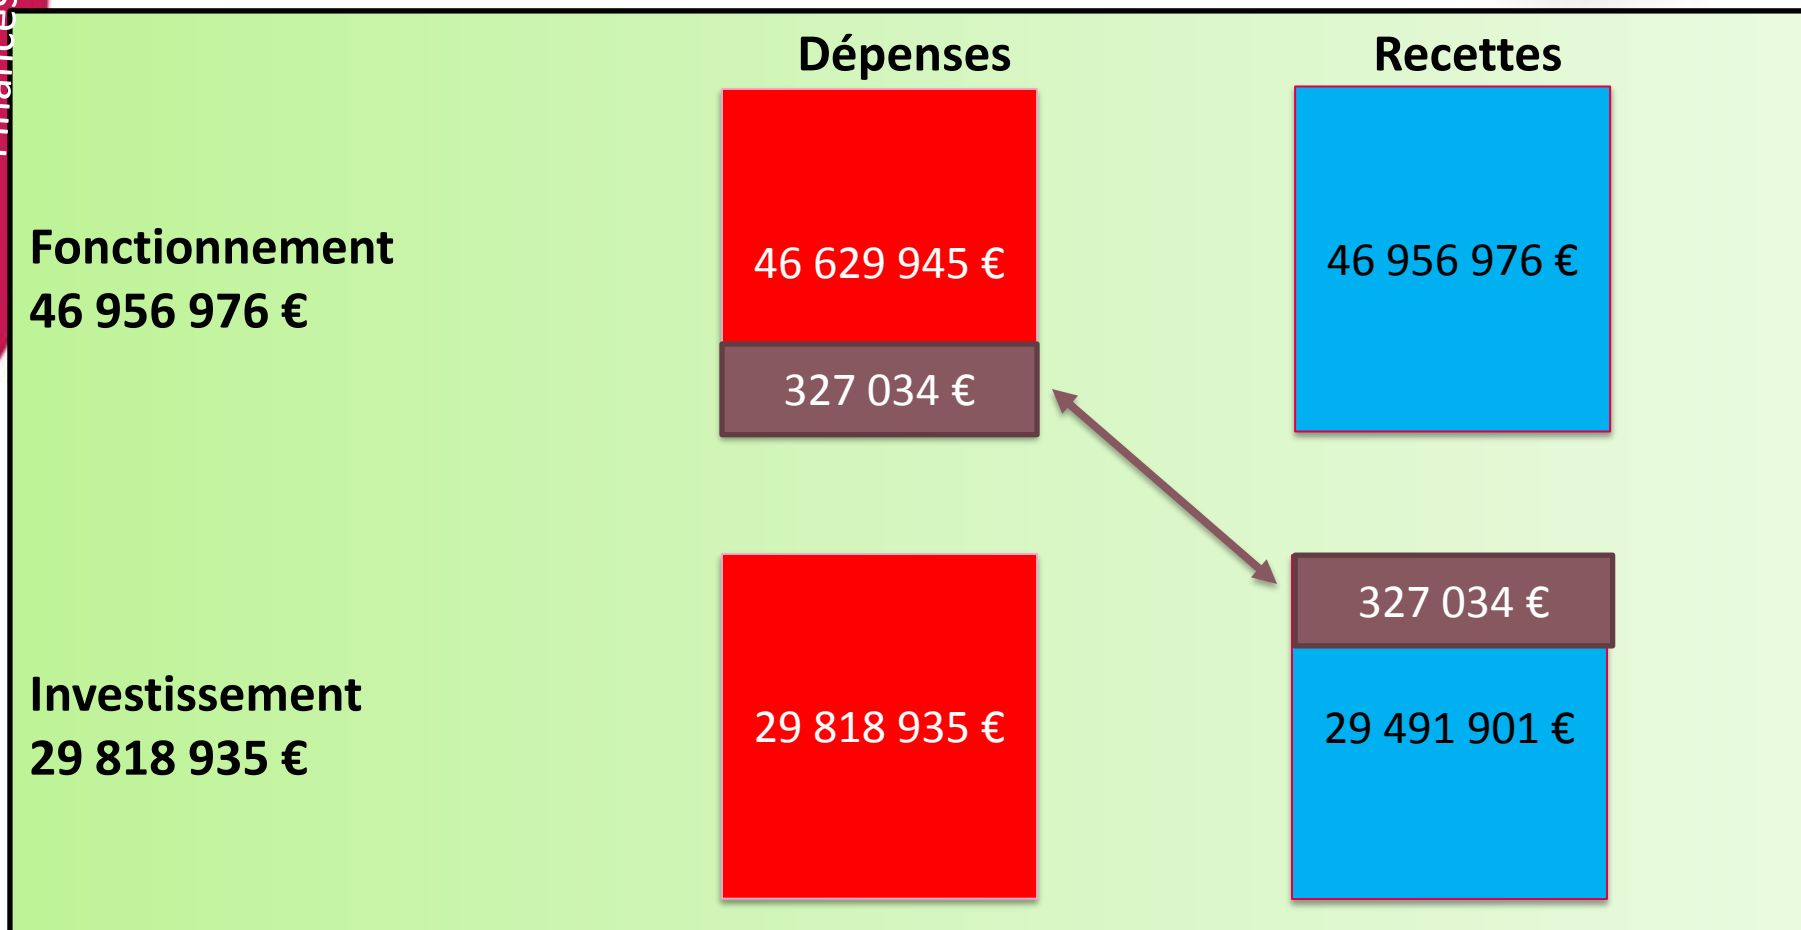 Finances
Dépenses
Recettes
Fonctionnement
46 956 976 €
46 629 945 €
46 956 976 €
327 034 €
327 034 €
Investissement
29 818 935 €
29 818 935 €
29 491 901 €